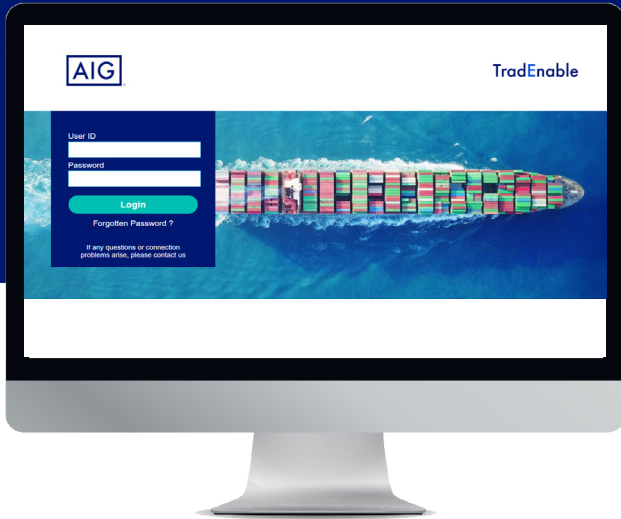 AIG
TradEnable
User ID
Password
Login
Forgotten Password ?
If any questions or connection
problems arise, please contact us